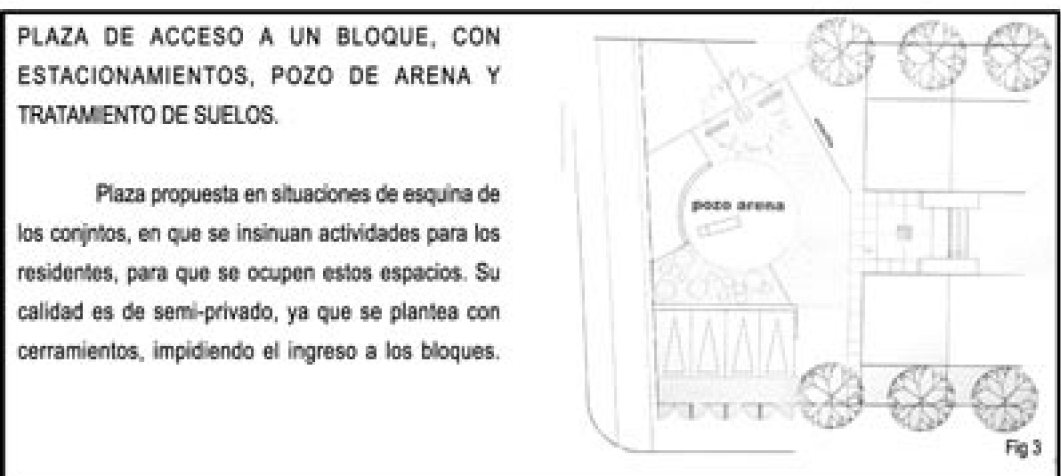 PLAZA DE ACCESO A UN BLOQUE, CON
ESTACIONAMIENTOS, POZO DE ARENA Y
TRATAMIENTO DE SUELOS.
Plaza propuesta en situaciones de esquina de
los conjntos, en que se insinuan actividades para los
residentes, para que se ocupen estos espacios. Su
calidad es de semi-privado, ya que se plantea con
cerramientos, impidiendo el ingreso a los bloques.
pozo arena
Fig 3